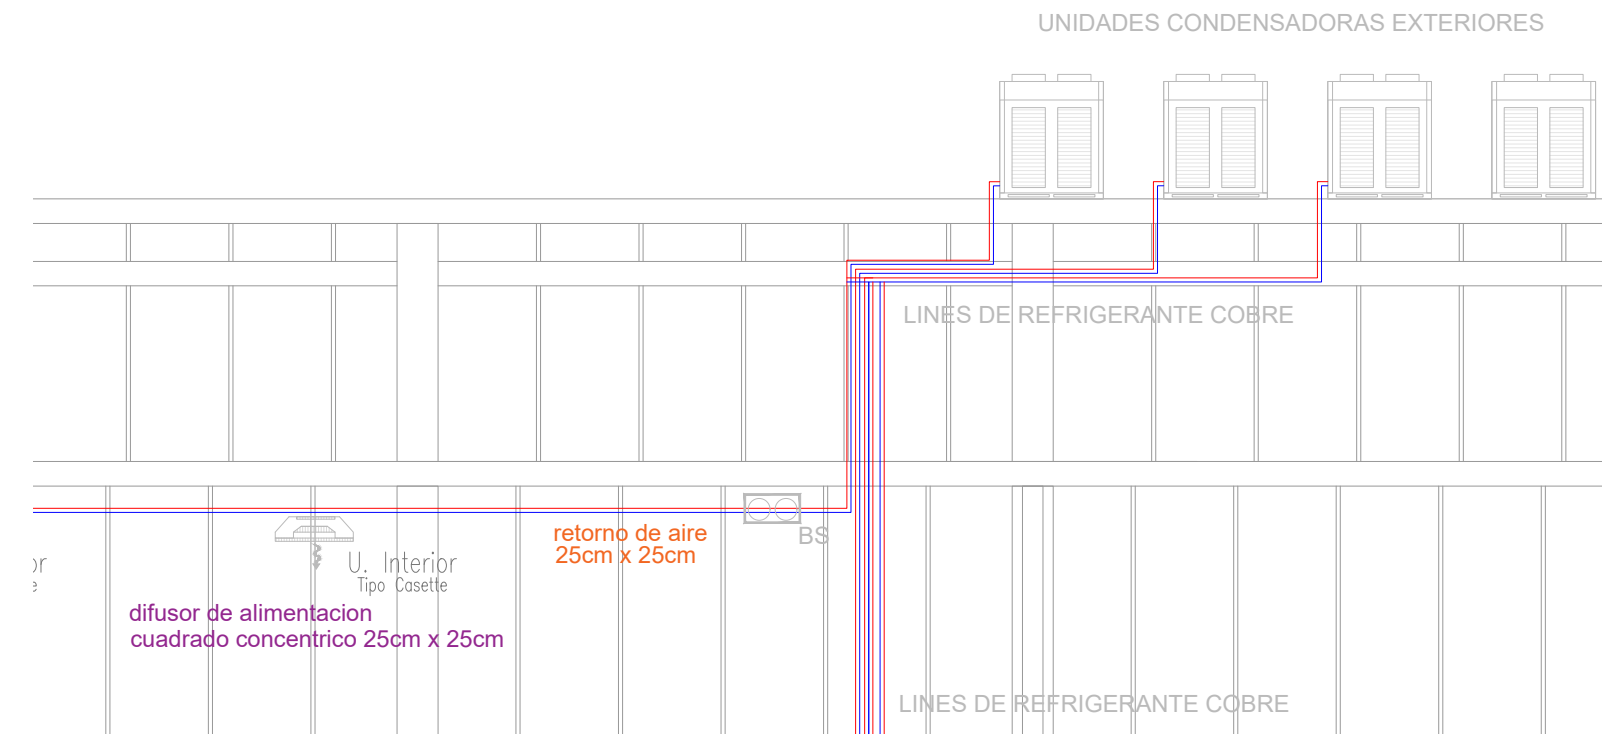 UNIDADES CONDENSADORAS EXTERIORES
LINES DE REFRIGERANTE COBRE
retorno de aire
25cm x 25cm
BS
U. Interior
Tipo Casette
difusor de alimentacion
cuadrado concentrico 25cm x 25cm
LINES DE REFRIGERANTE COBRE